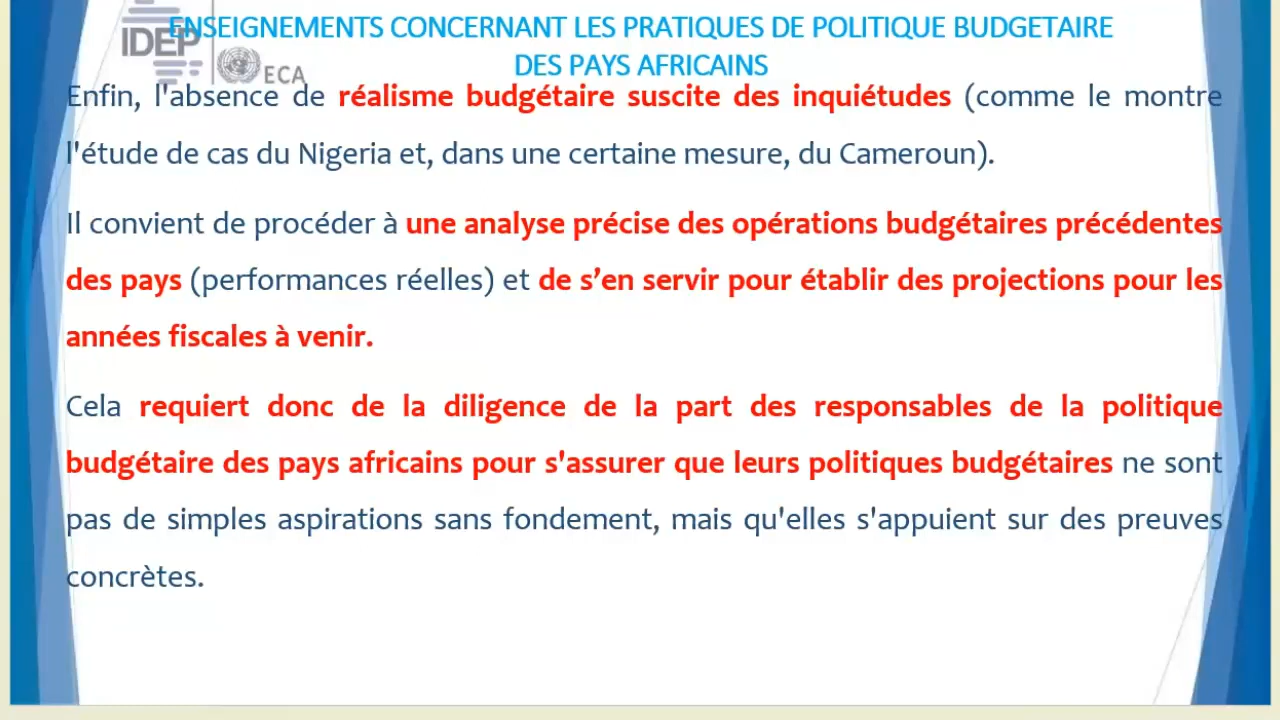 ENSEIGNEMENTS CONCERNANT LES PRATIQUES DE POLITIQUE BUDGETAIRE
DES PAYS AFRICAINS
IDEP
ECA
Enfin, l'absence de réalisme budgétaire suscite des inquiétudes (comme le montre
l'étude de cas du Nigeria et, dans une certaine mesure, du Cameroun).
Il convient de procéder à une analyse précise des opérations budgétaires précédentes
des pays (performances réelles) et de s’en servir pour établir des projections pour les
années fiscales à venir.
Cela requiert donc de la diligence de la part des responsables de la politique
budgétaire des pays africains pour s'assurer que leurs politiques budgétaires ne sont
pas de simples aspirations sans fondement, mais qu'elles s'appuient sur des preuves
concrètes.